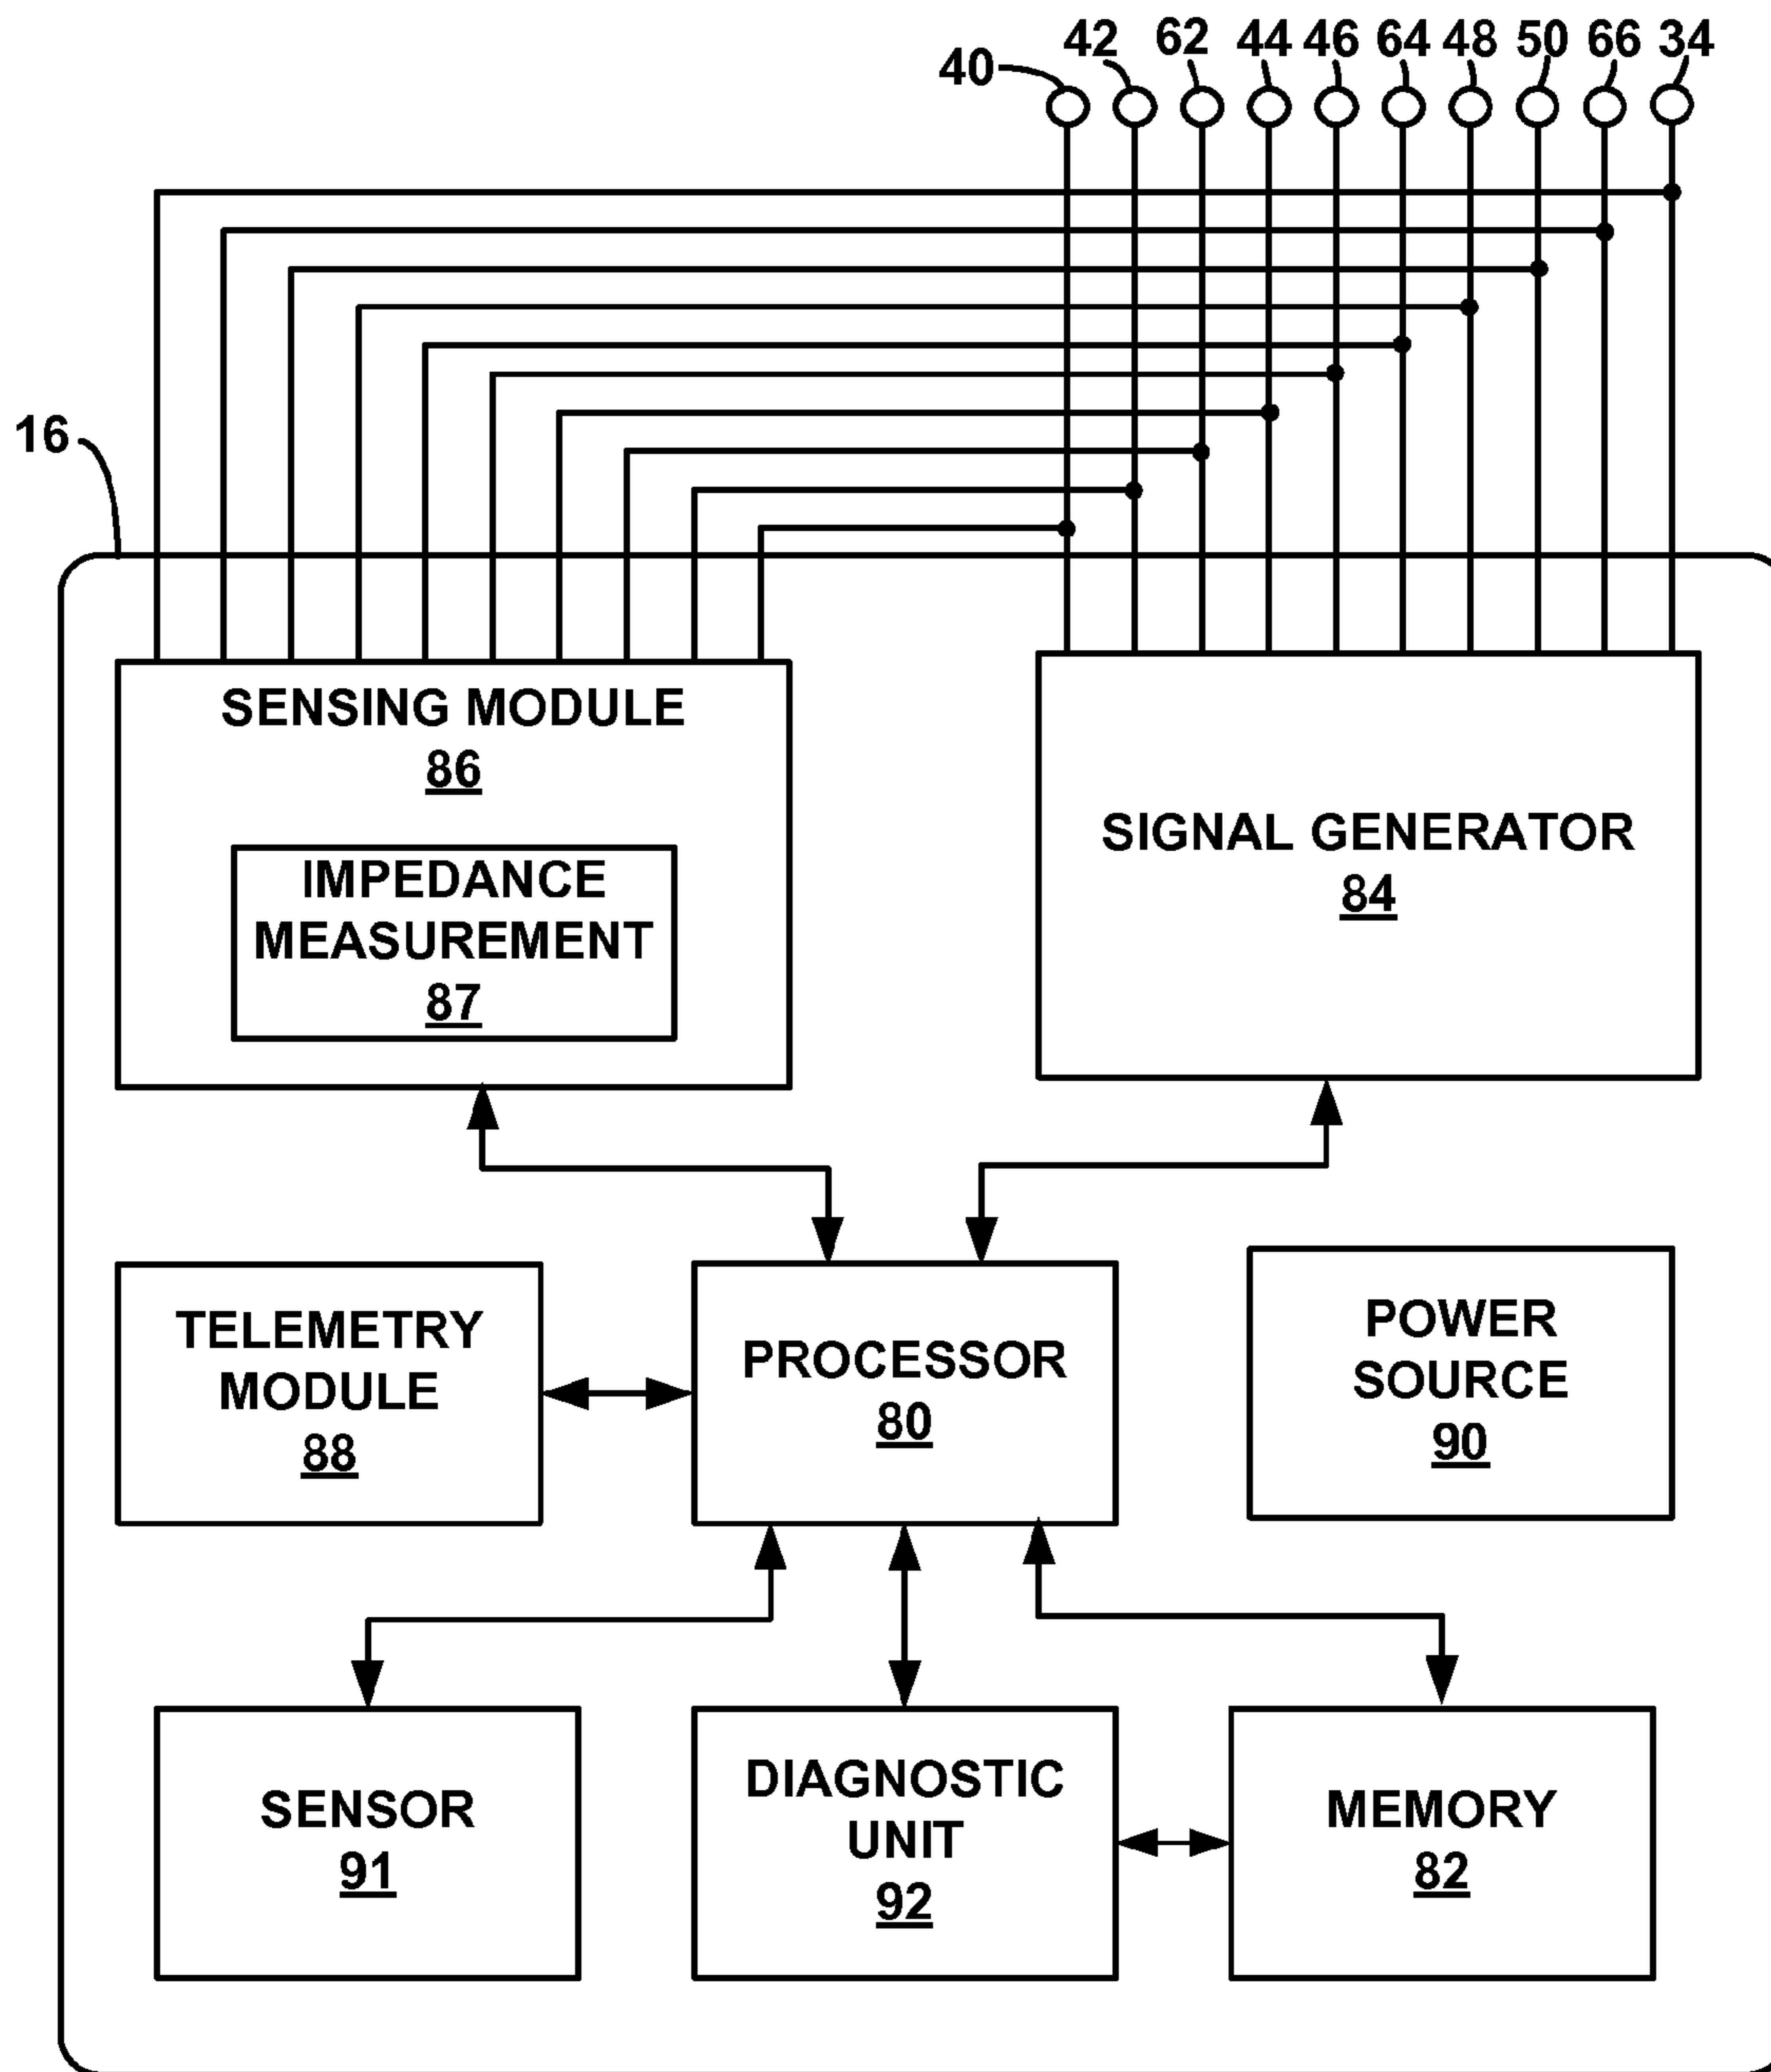 40 42 62 44 46 64 48 50 66 34
16
SENSING MODULE
86
IMPEDANCE
MEASUREMENT
87
SIGNAL GENERATOR
84
TELEMETRY
MODULE
88
PROCESSOR
80
POWER
SOURCE
90
SENSOR
91
DIAGNOSTIC
UNIT
92
MEMORY
82